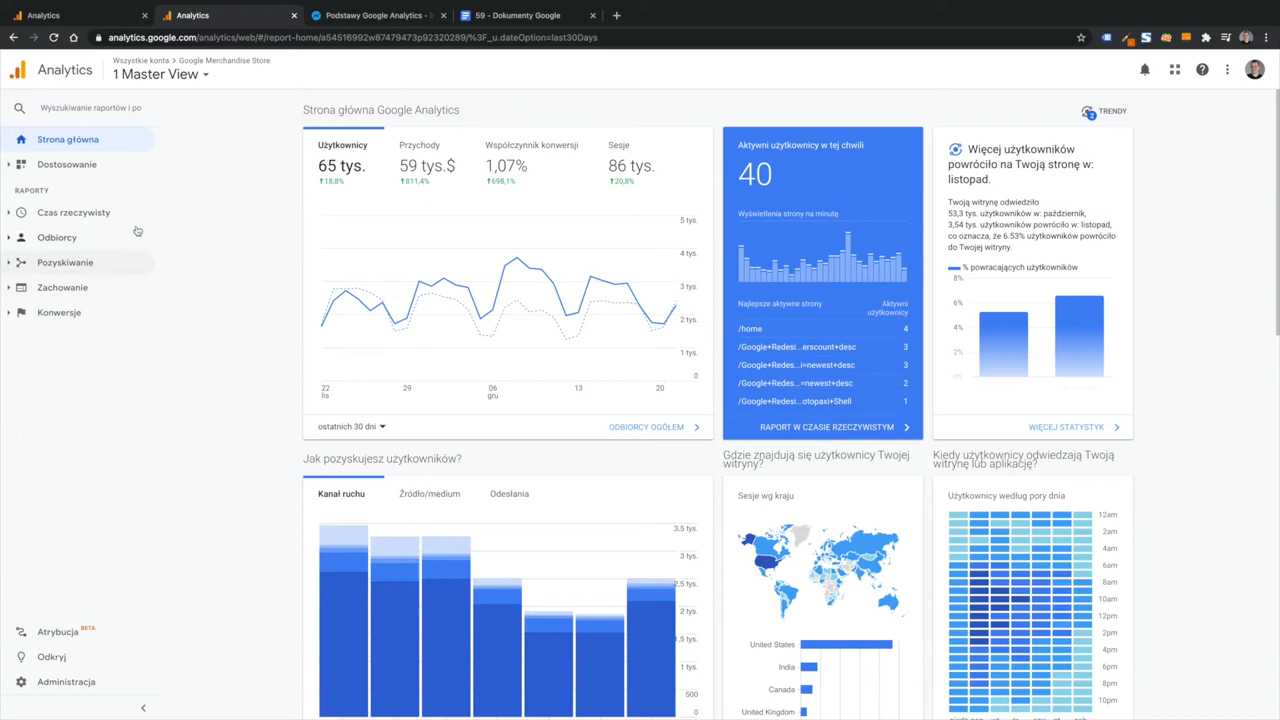 Analytics
Analytics
Podstawy Google Analytics -
59 - Dokumenty Google
analytics.google.com/analytics/web/#/report-home/a54516992w87479473p92320289/%3F_u.dateOption=last30Days
Analytics
Wszystkie konta > Google Merchandise Store
1 Master View
Wyszukiwanie raportów i po
Strona główna
Dostosowanie
RAPORTY
Czas rzeczywisty
Odbiorcy
Pozyskiwanie
Zachowanie
Konwersje
Atrybucja BETA
Odkryj
Administracja
Strona główna Google Analytics
2
TRENDY
Użytkownicy
65 tys.
18,8%
Przychody
59 tys.$
811,4%
Współczynnik konwersji
1,07%
698,1%
Sesje
86 tys.
20,8%
5 tys.
4 tys.
3 tys.
2 tys.
1 tys.
0
22 lis
29
06 gru
13
20
ostatnich 30 dni
ODBIORCY OGÓŁEM
Aktywni użytkownicy w tej chwili
40
Wyświetlenia strony na minutę
Najlepsze aktywne strony
Aktywni użytkownicy
/home 4
/Google+Redesi...erscount+desc 3
/Google+Redes...i=newest+desc 3
/Google+Redes...=newest+desc 2
/Google+Redesi...otopaxi+Shell 1
RAPORT W CZASIE RZECZYWISTYM
Więcej użytkowników
powróciło na Twoją stronę w:
listopad.
Twoją witrynę odwiedziło
53,3 tys. użytkowników w: październik,
3,54 tys. użytkowników powróciło w: listopad,
co oznacza, że 6.53% użytkowników powróciło
do Twojej witryny.
% powracających użytkowników
8%
6%
4%
2%
0%
WIĘCEJ STATYSTYK
Jak pozyskujesz użytkowników?
Kanał ruchu
Źródło/medium
Odesłania
3,5 tys.
3 tys.
2,5 tys.
2 tys.
1,5 tys.
1 tys.
500
0
Gdzie znajdują się użytkownicy Twojej
witryny?
Sesje wg kraju
United States
India
Canada
United Kingdom
Kiedy użytkownicy odwiedzają Twoją
witrynę lub aplikację?
Użytkownicy według pory dnia
12am
2am
4am
6am
8am
10am
12pm
2pm
4pm
6pm
8pm
10pm